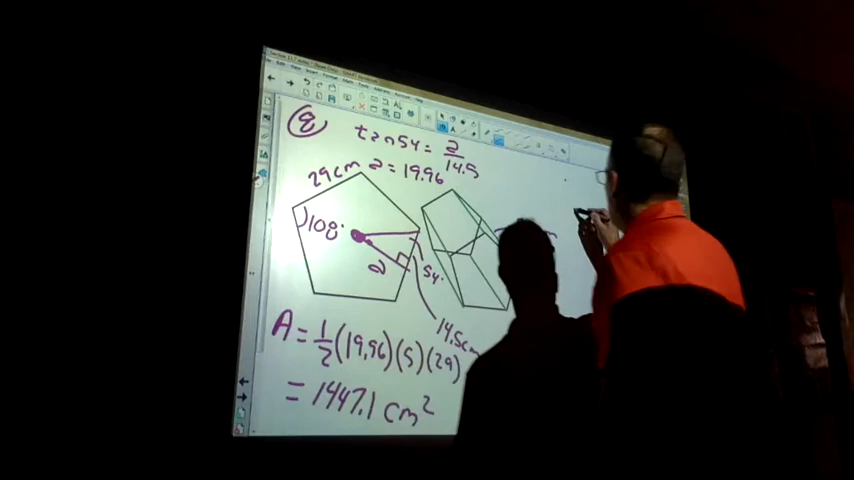 8
tan54 = a/14.5
29cm a = 19.96
108°
a
54°
14.5cm
A = 1/2 (19.96)(5)(29)
= 1447.1 cm²